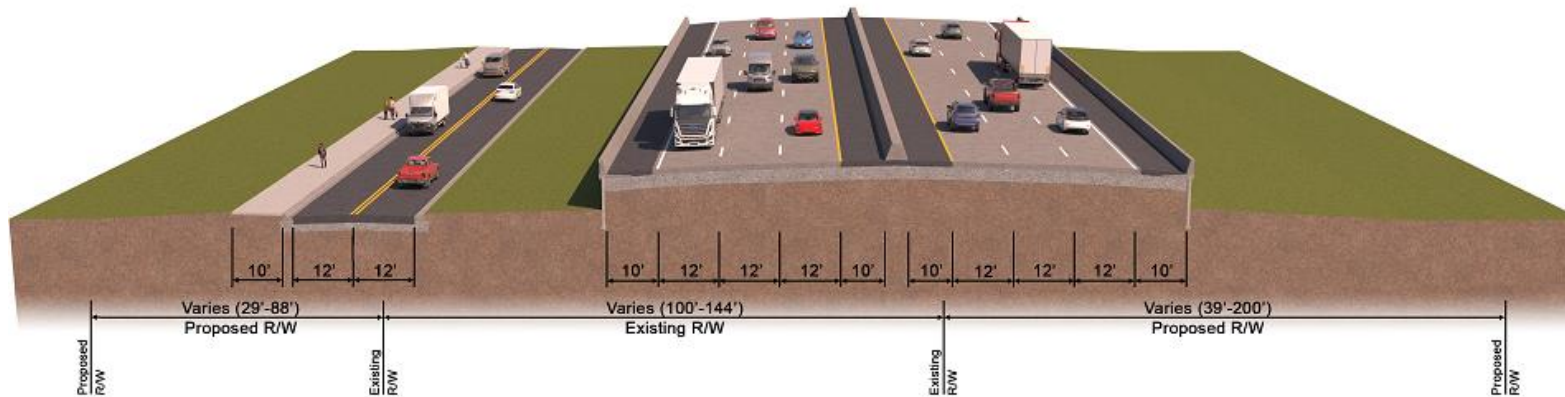 10' 12' 12' 10' 12' 12' 12' 10' 10' 12' 12' 12' 10'
Varies (29'-88') Varies (100'-144') Varies (39'-200')
Proposed R/W Existing R/W Proposed R/W
Proposed
R/W
Existing
R/W
Existing
R/W
Proposed
R/W